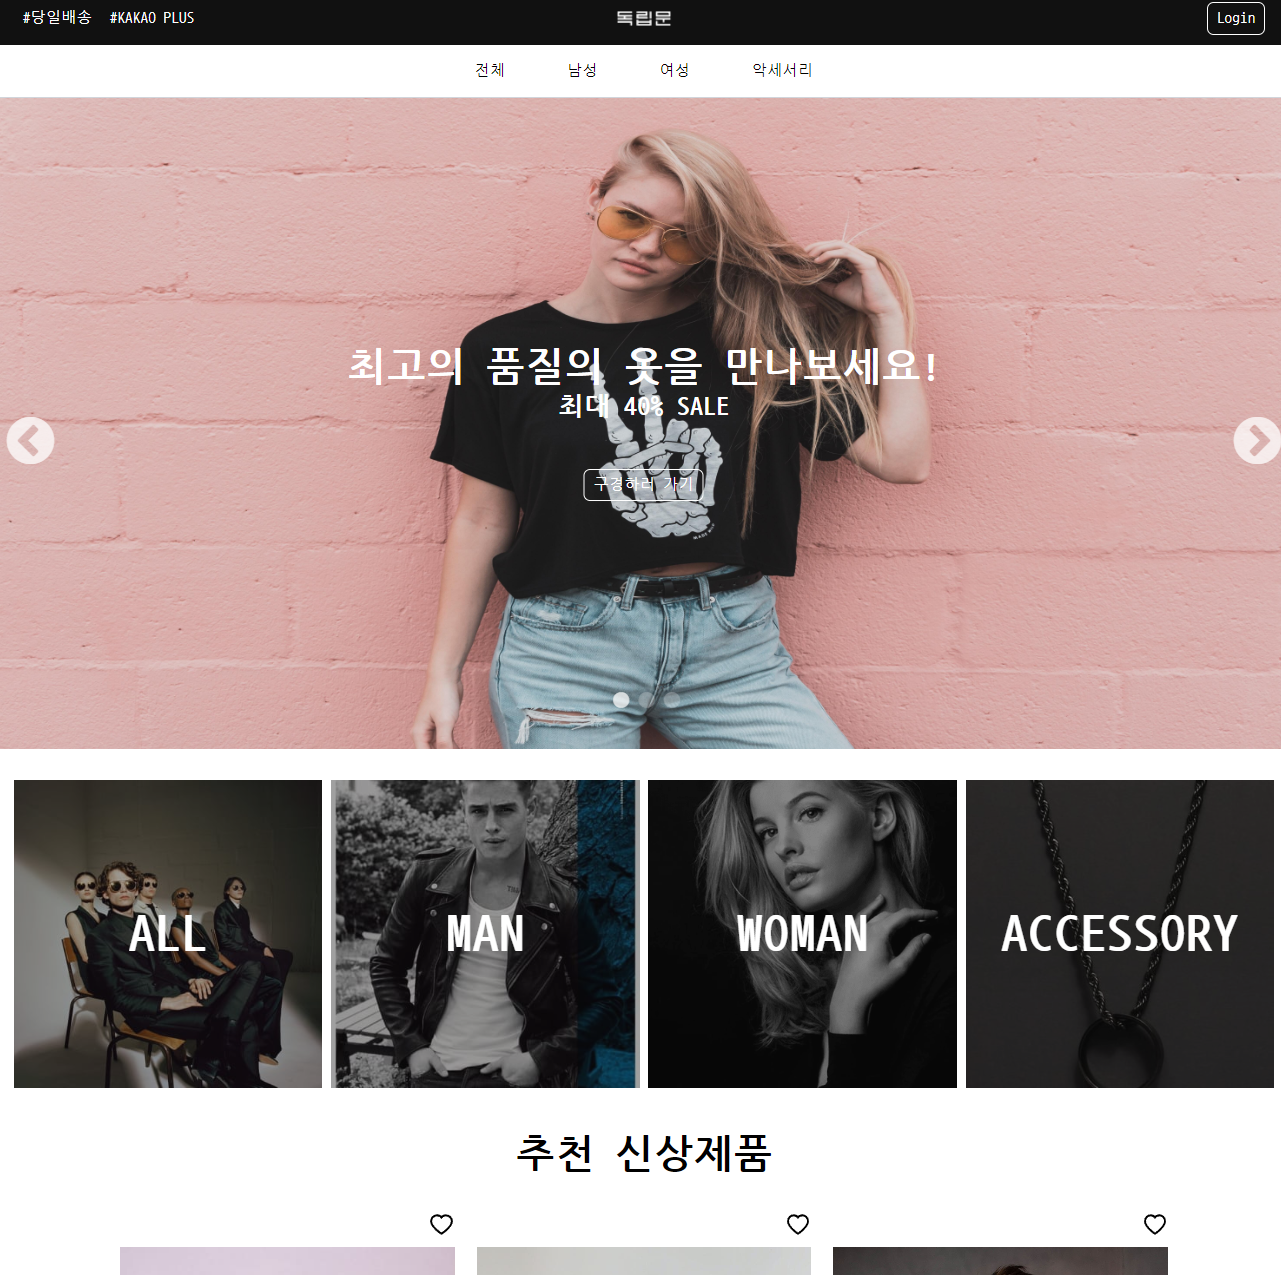 #당일배송 #KAKAO PLUS
독립문
Login
전체 남성 여성 악세서리
최고의 품질의 옷을 만나보세요!
최대 40% SALE
구경하러 가기
ALL
MAN
WOMAN
ACCESSORY
추천 신상제품